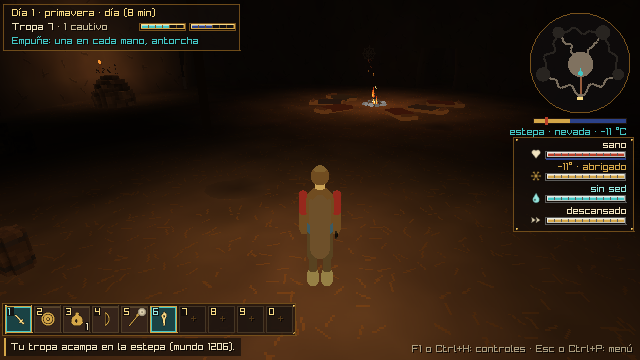 Día 1 · primavera · día (8 min)
Tropa 7 · 1 cautivo
Empuñe: una en cada mano, antorcha
estepa · nevada · -11 °C
sano
-11° · abrigado
sin sed
descansado
1 2 3 4 5 6 7 8 9 0
1
Tu tropa acampa en la estepa (mundo 1206).
F1 o Ctrl+H: controles · Esc o Ctrl+P: menú